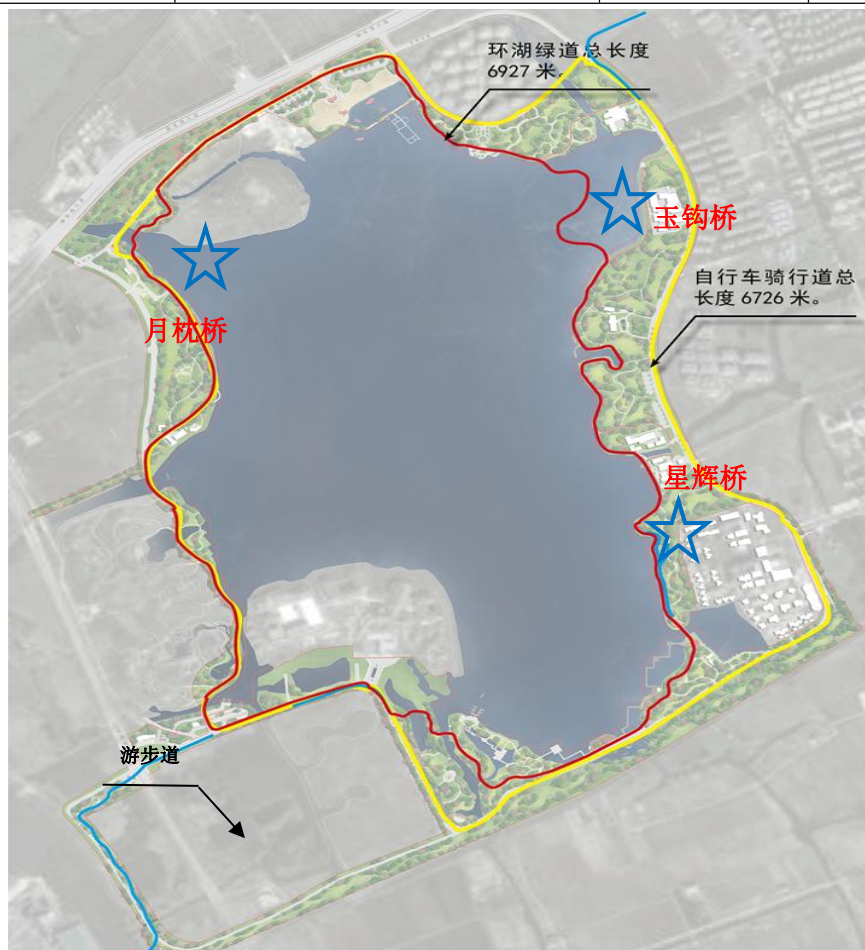 环湖绿道总长度
6927 米。
玉钩桥
自行车骑行道总
长度 6726 米。
月枕桥
星辉桥
游步道